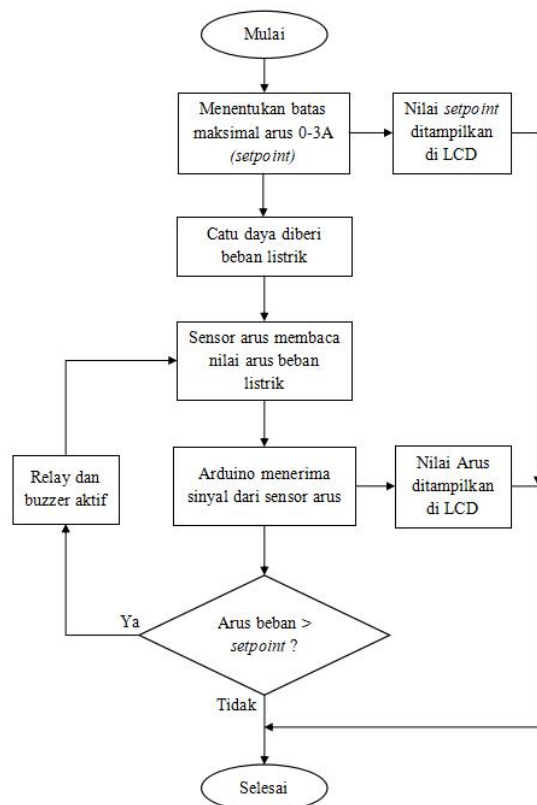 Mulai
Menentukan batas
maksimal arus 0-3A
(setpoint)
Nilai setpoint
ditampilkan
di LCD
Catu daya diberi
beban listrik
Sensor arus membaca
nilai arus beban
listrik
Relay dan
buzzer aktif
Arduino menerima
sinyal dari sensor arus
Nilai Arus
ditampilkan
di LCD
Ya
Arus beban >
setpoint ?
Tidak
Selesai